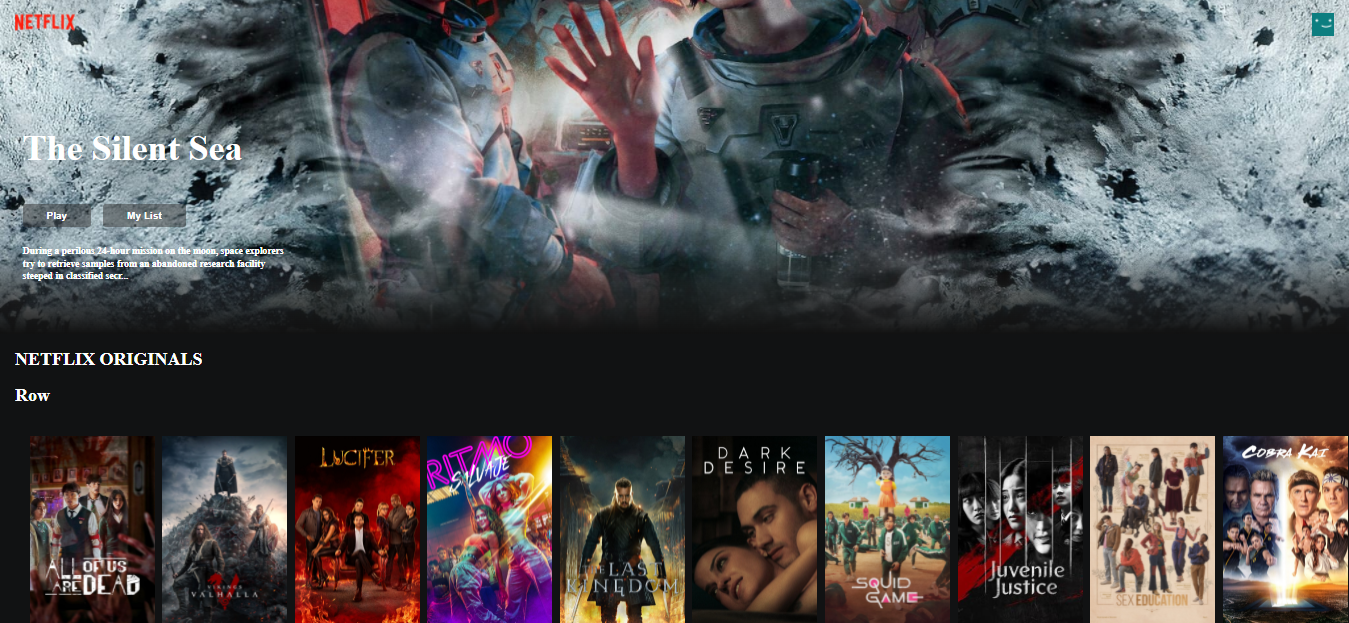 NETFLIX
The Silent Sea
Play
My List
During a perilous 24-hour mission on the moon, space explorers
try to retrieve samples from an abandoned research facility
steeped in classified secr...
NETFLIX ORIGINALS
Row
ALL OF US
ARE DEAD
VIKINGS
VALHALLA
LUCIFER
RITMO
SALVAJE
THE LAST
KINGDOM
DARK
DESIRE
SQUID
GAME
Juvenile
Justice
SEX EDUCATION
COBRA KAI